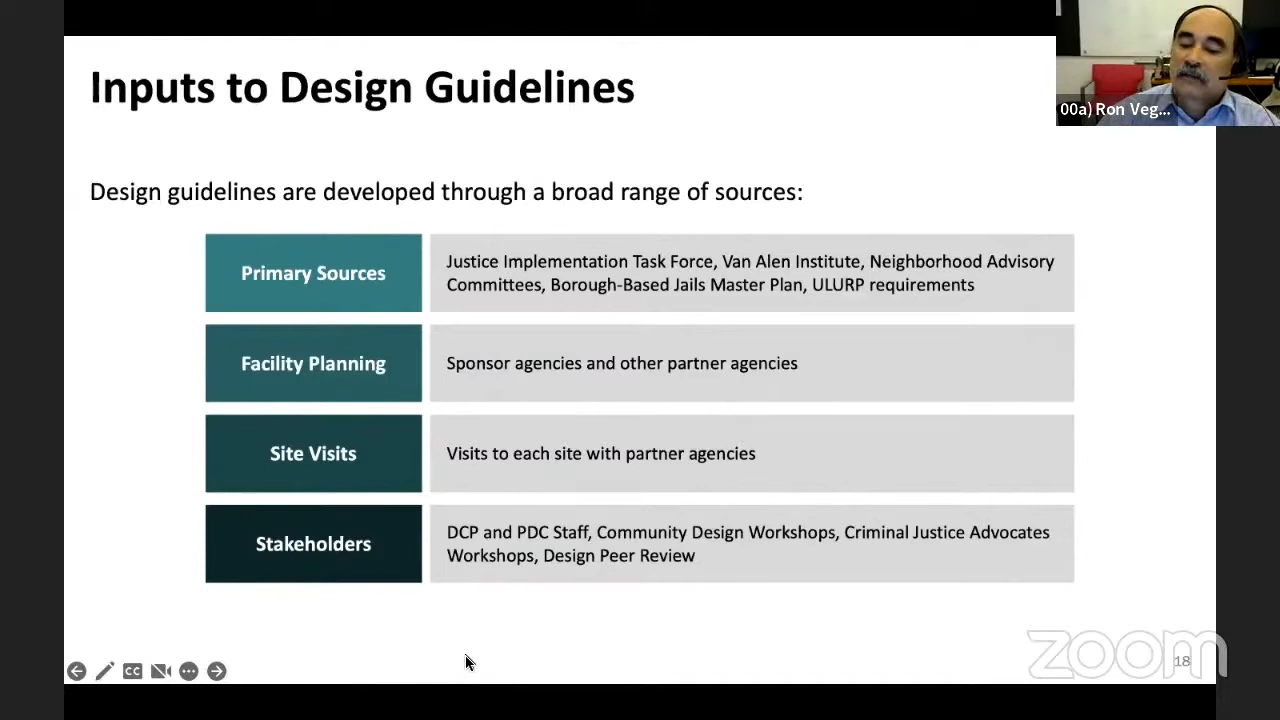 Inputs to Design Guidelines
00a) Ron Veg...
Design guidelines are developed through a broad range of sources:
Primary Sources
Justice Implementation Task Force, Van Alen Institute, Neighborhood Advisory
Committees, Borough-Based Jails Master Plan, ULURP requirements
Facility Planning
Sponsor agencies and other partner agencies
Site Visits
Visits to each site with partner agencies
Stakeholders
DCP and PDC Staff, Community Design Workshops, Criminal Justice Advocates
Workshops, Design Peer Review
CC
zoom
18